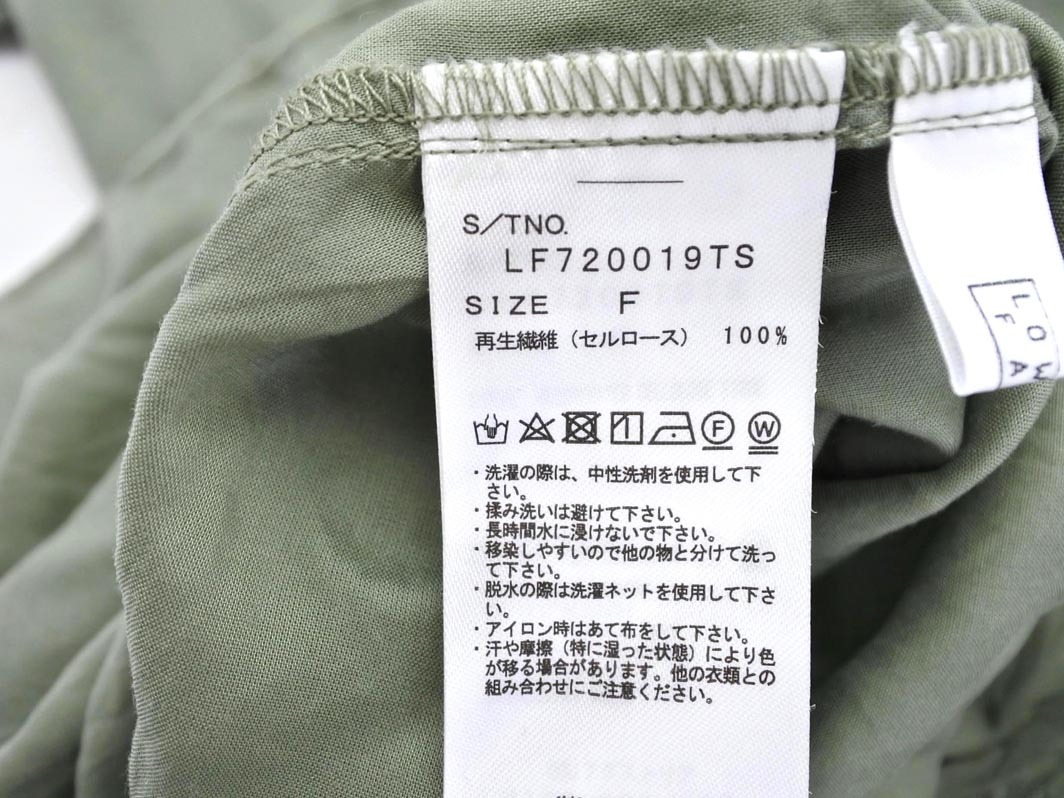 S/TNO.
LF720019TS
SIZE F
再生繊維（セルロース） 100%
F W
・洗濯の際は、中性洗剤を使用して下
さい。
・揉み洗いは避けて下さい。
・長時間水に浸けないで下さい。
・移染しやすいので他の物と分けて洗っ
て下さい。
・脱水の際は洗濯ネットを使用して下さ
い。
・アイロン時はあて布をして下さい。
・汗や摩擦（特に湿った状態）により色
が移る場合があります。他の衣類との
組み合わせにご注意ください。
LOW
F
A